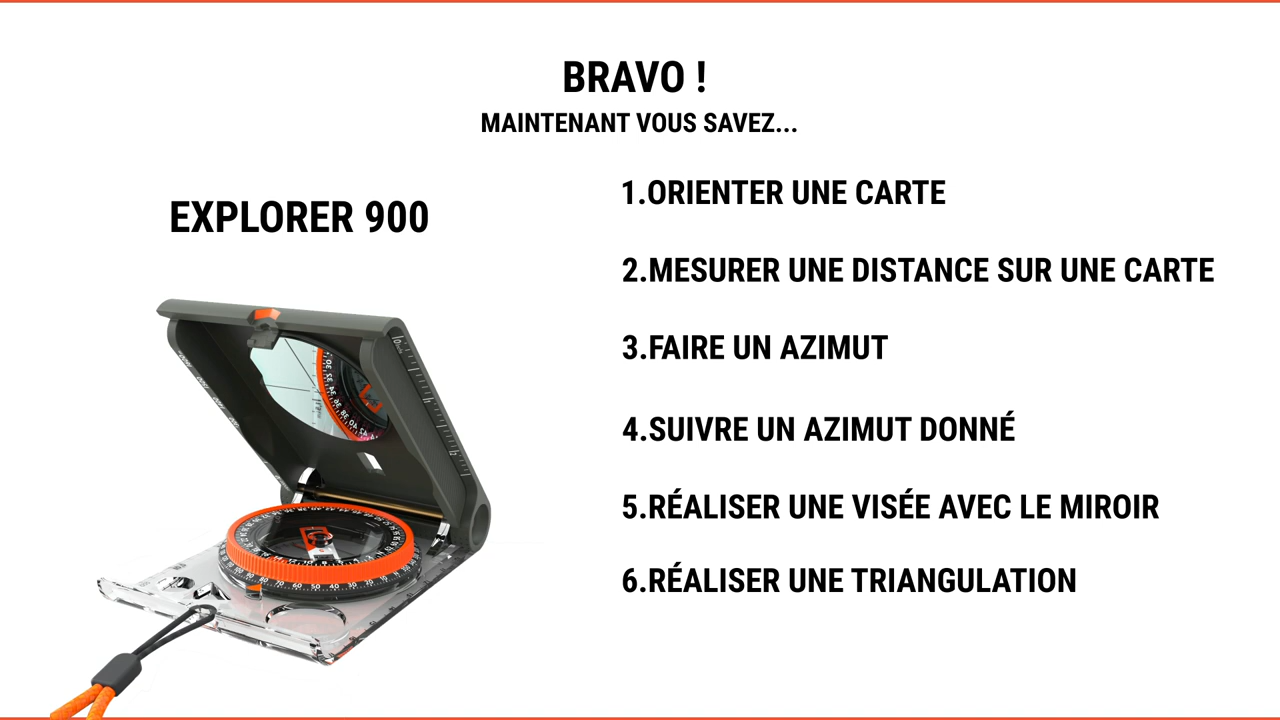 BRAVO !
MAINTENANT VOUS SAVEZ...
EXPLORER 900
1.ORIENTER UNE CARTE
2.MESURER UNE DISTANCE SUR UNE CARTE
3.FAIRE UN AZIMUT
4.SUIVRE UN AZIMUT DONNÉ
5.RÉALISER UNE VISÉE AVEC LE MIROIR
6.RÉALISER UNE TRIANGULATION